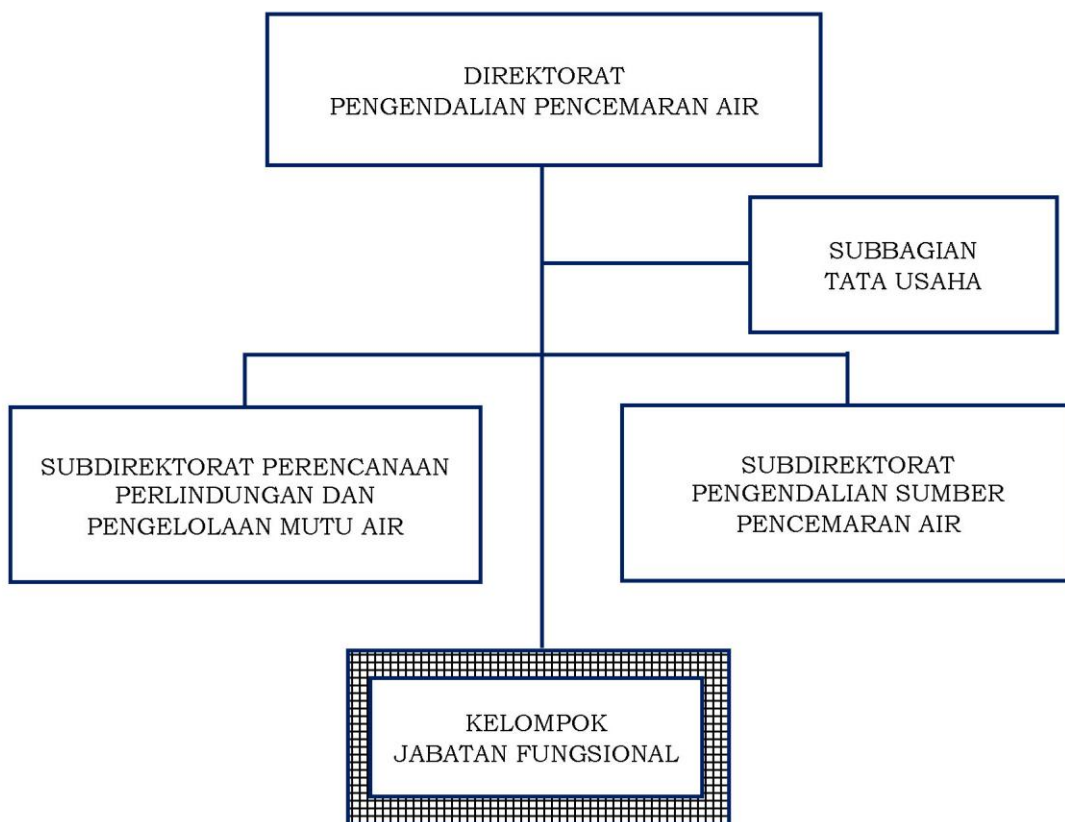 DIREKTORAT
PENGENDALIAN PENCEMARAN AIR
SUBBAGIAN
TATA USAHA
SUBDIREKTORAT PERENCANAAN
PERLINDUNGAN DAN
PENGELOLAAN MUTU AIR
SUBDIREKTORAT
PENGENDALIAN SUMBER
PENCEMARAN AIR
KELOMPOK
JABATAN FUNGSIONAL